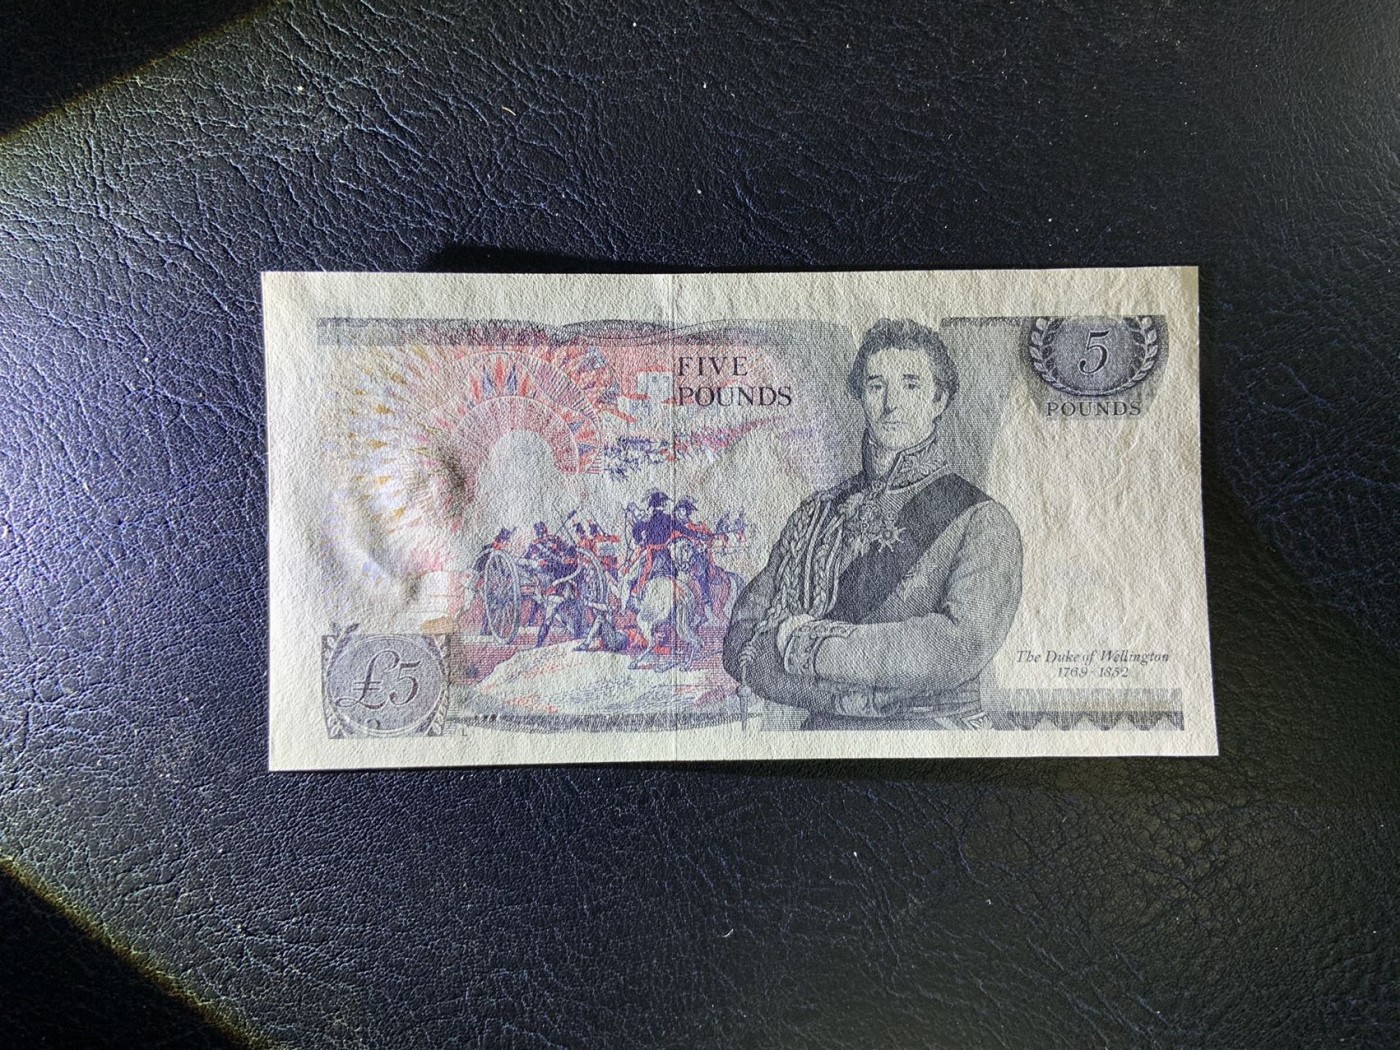 FIVE
POUNDS
5
POUNDS
£5
The Duke of Wellington
1769-1852
L